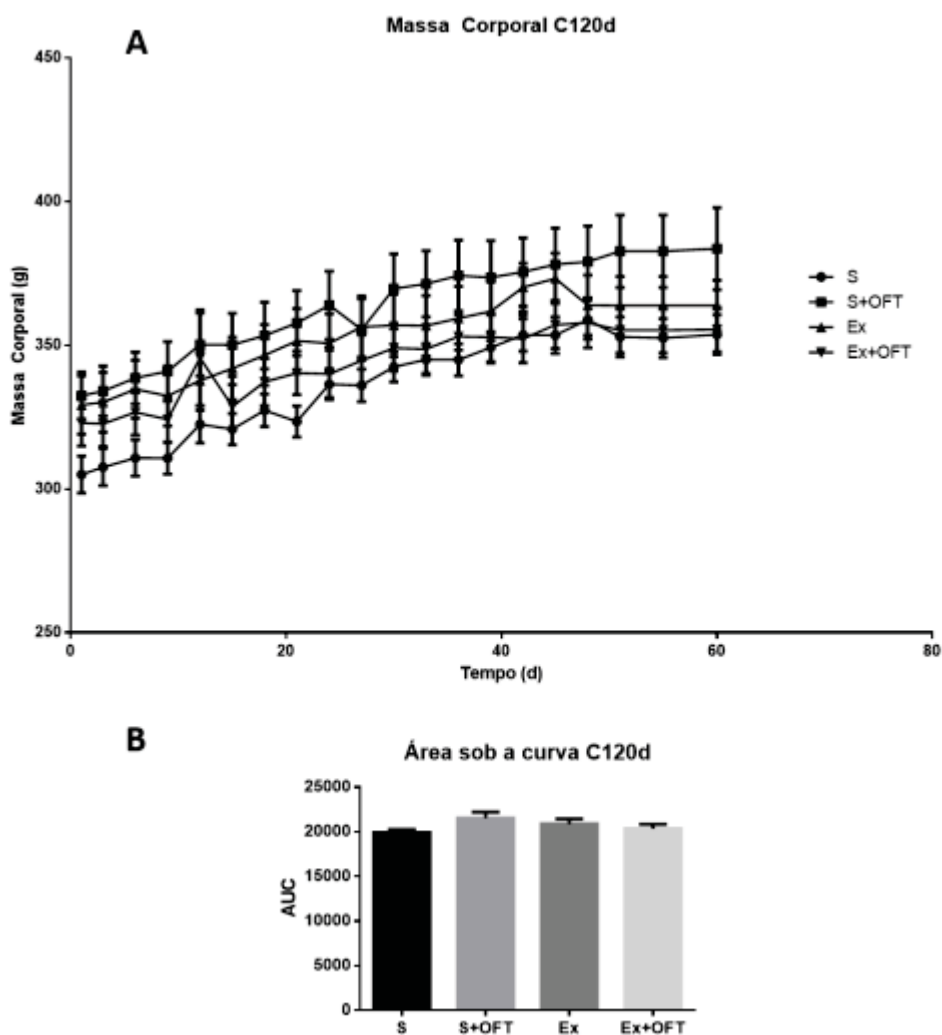 A
Massa Corporal C120d
450
400
350
300
250
Massa Corporal (g)
0 20 40 60 80
Tempo (d)
S
S+OFT
Ex
Ex+OFT
B
Área sob a curva C120d
25000
20000
15000
10000
5000
0
AUC
S S+OFT Ex Ex+OFT